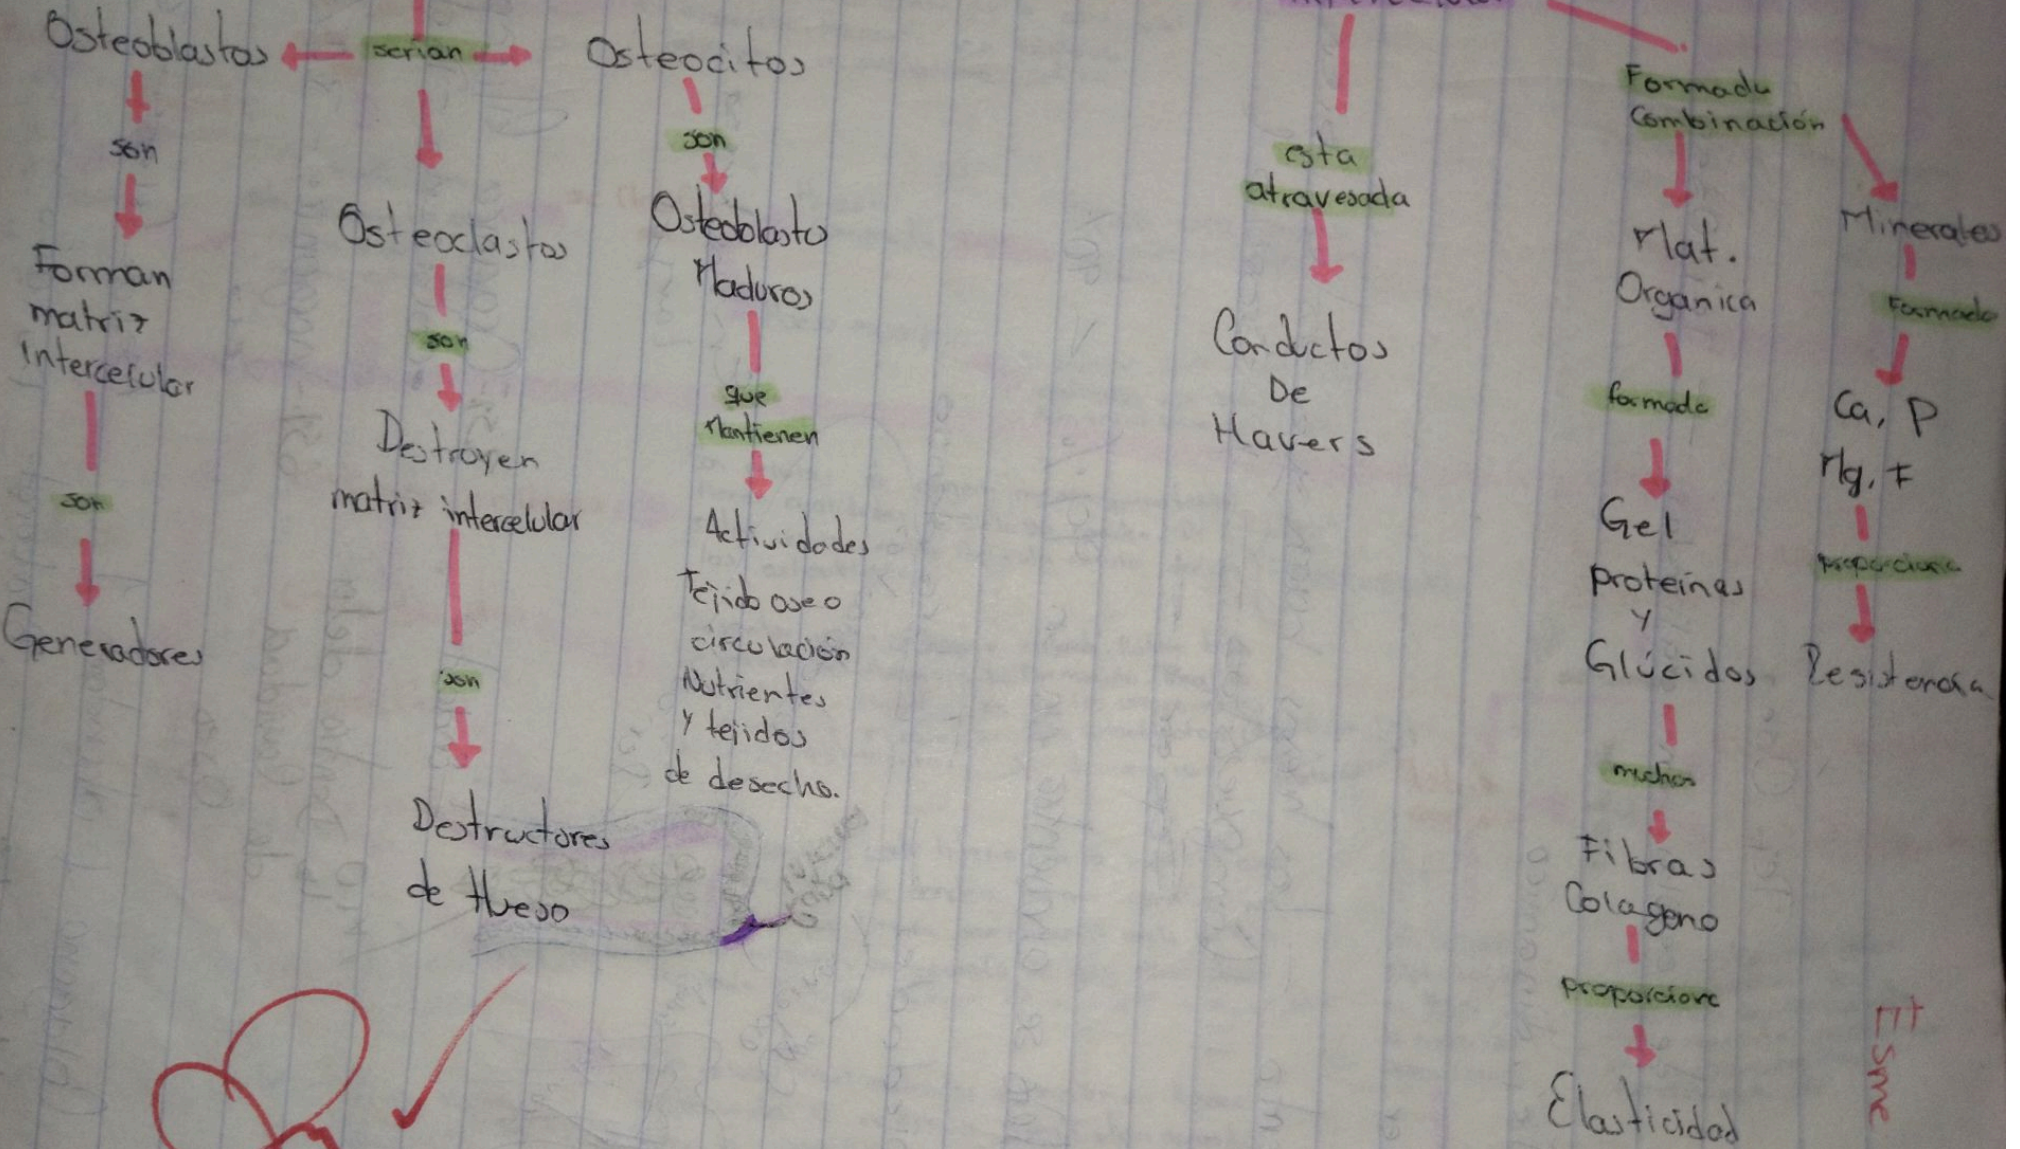 Osteoblastos
serian
Osteocitos
son
Forman
matriz
Intercelular
son
Generadores
Osteoclastos
son
Destroyen
matriz intercelular
son
Destructores
de Hueso
son
Osteoblasto
Maduros
que
Mantienen
Actividades
Tejido oseo
circulación
Nutrientes
y tejidos
de desecho.
esta
atravesada
Conductos
De
Havers
Formada
Combinación
Mat.
Organica
formada
Gel
proteínas
y
Glúcidos
muchas
Fibras
Colageno
proporciona
Elasticidad
Minerales
Formado
Ca, P
Mg, F
proporciona
Resistencia
Esme